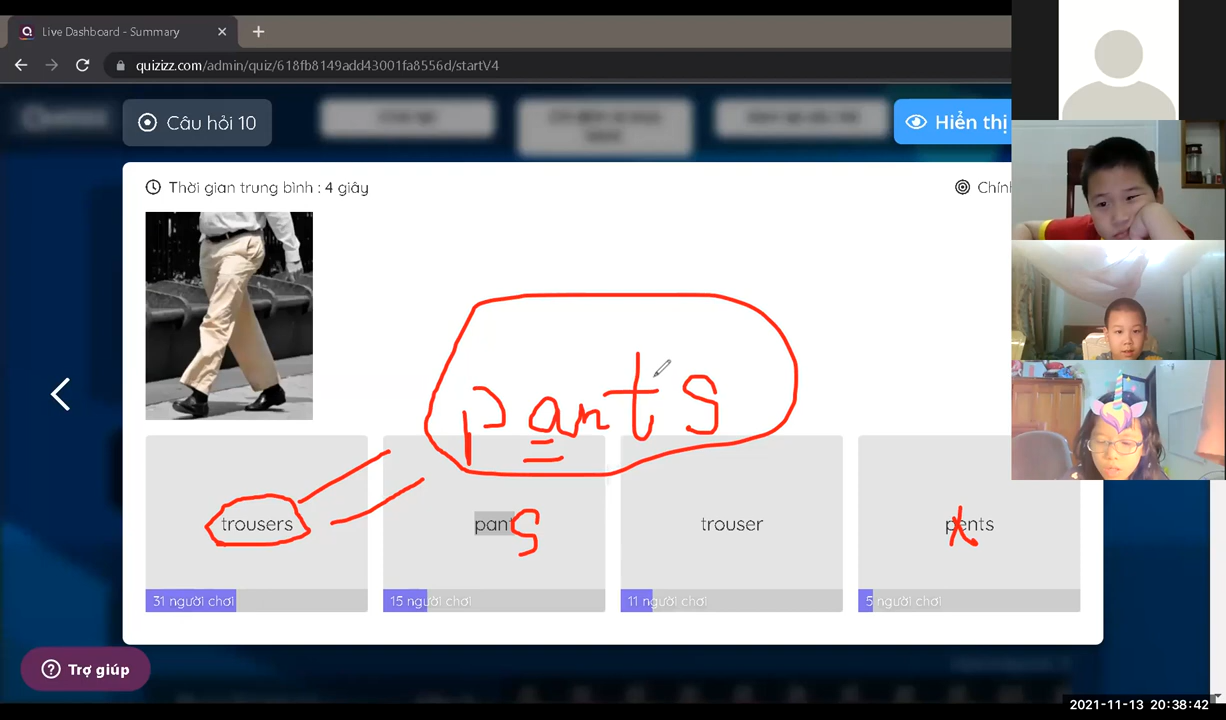 Live Dashboard - Summary
quizizz.com/admin/quiz/618fb8149add43001fa8556d/startV4
Câu hỏi 10
Hiển thị
Thời gian trung bình : 4 giây
Chính
pants
trousers
pants
trouser
pents
31 người chơi
15 người chơi
11 người chơi
5 người chơi
Trợ giúp
2021-11-13 20:38:42